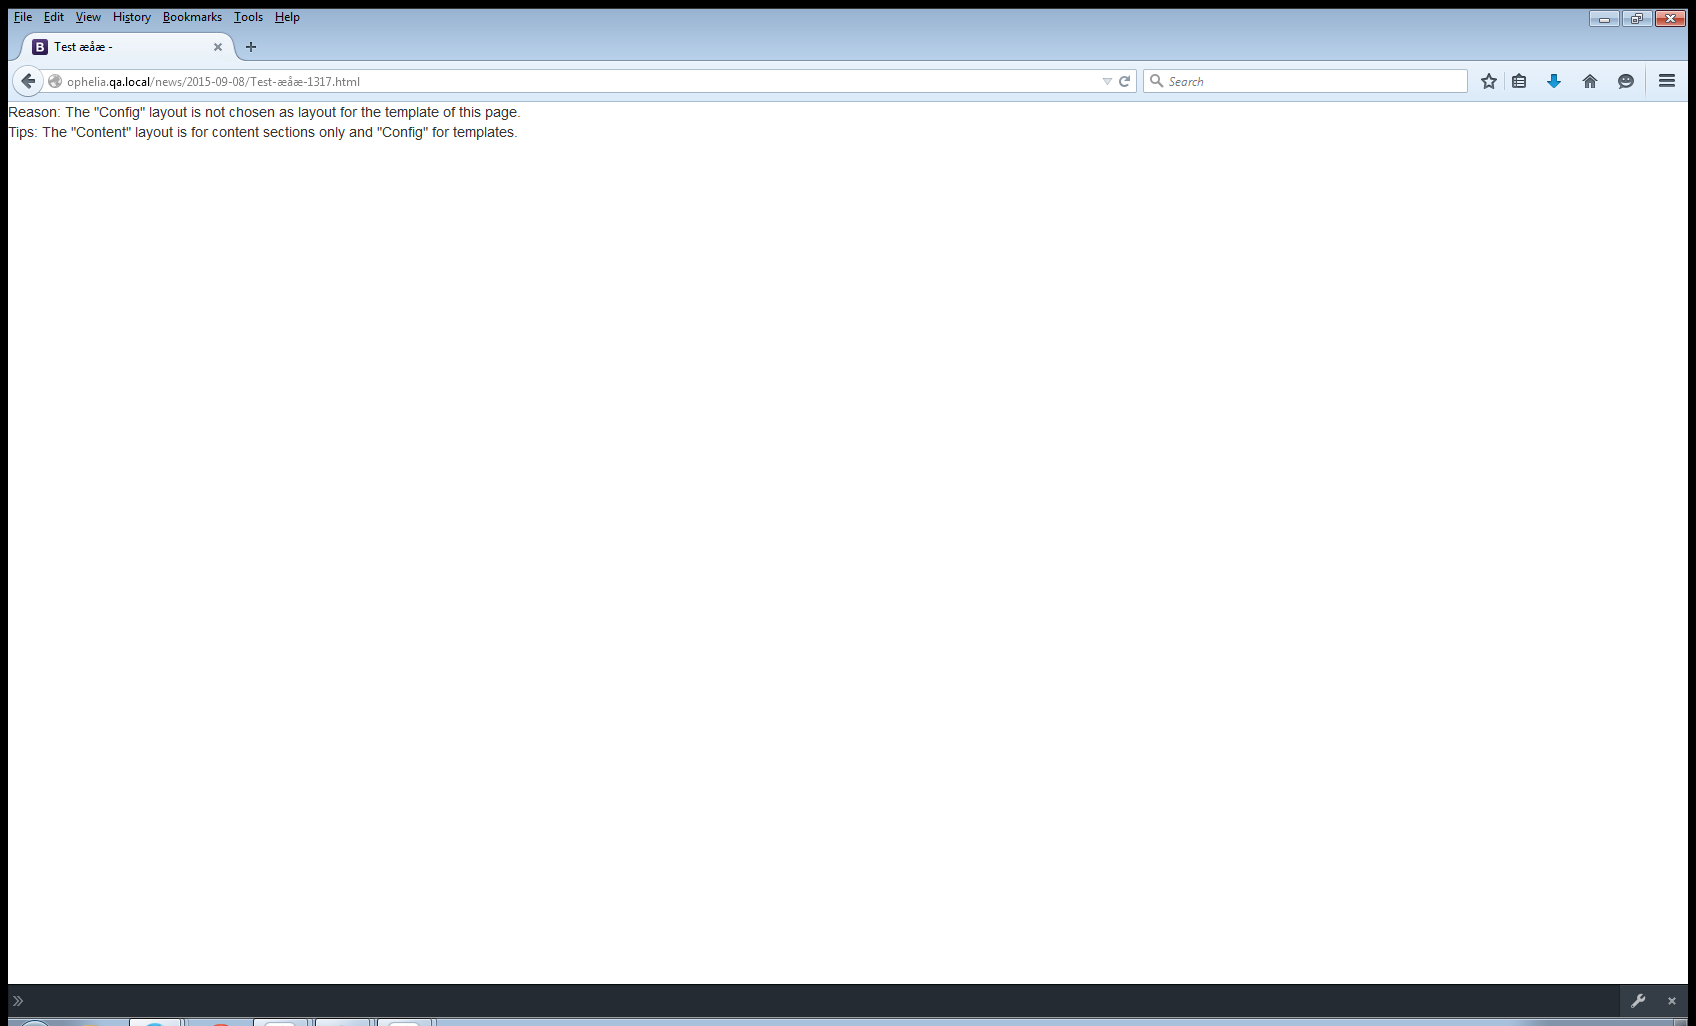 File Edit View History Bookmarks Tools Help
B Test æåæ -
ophelia.qa.local/news/2015-09-08/Test-æåæ-1317.html Search
Reason: The "Config" layout is not chosen as layout for the template of this page.
Tips: The "Content" layout is for content sections only and "Config" for templates.